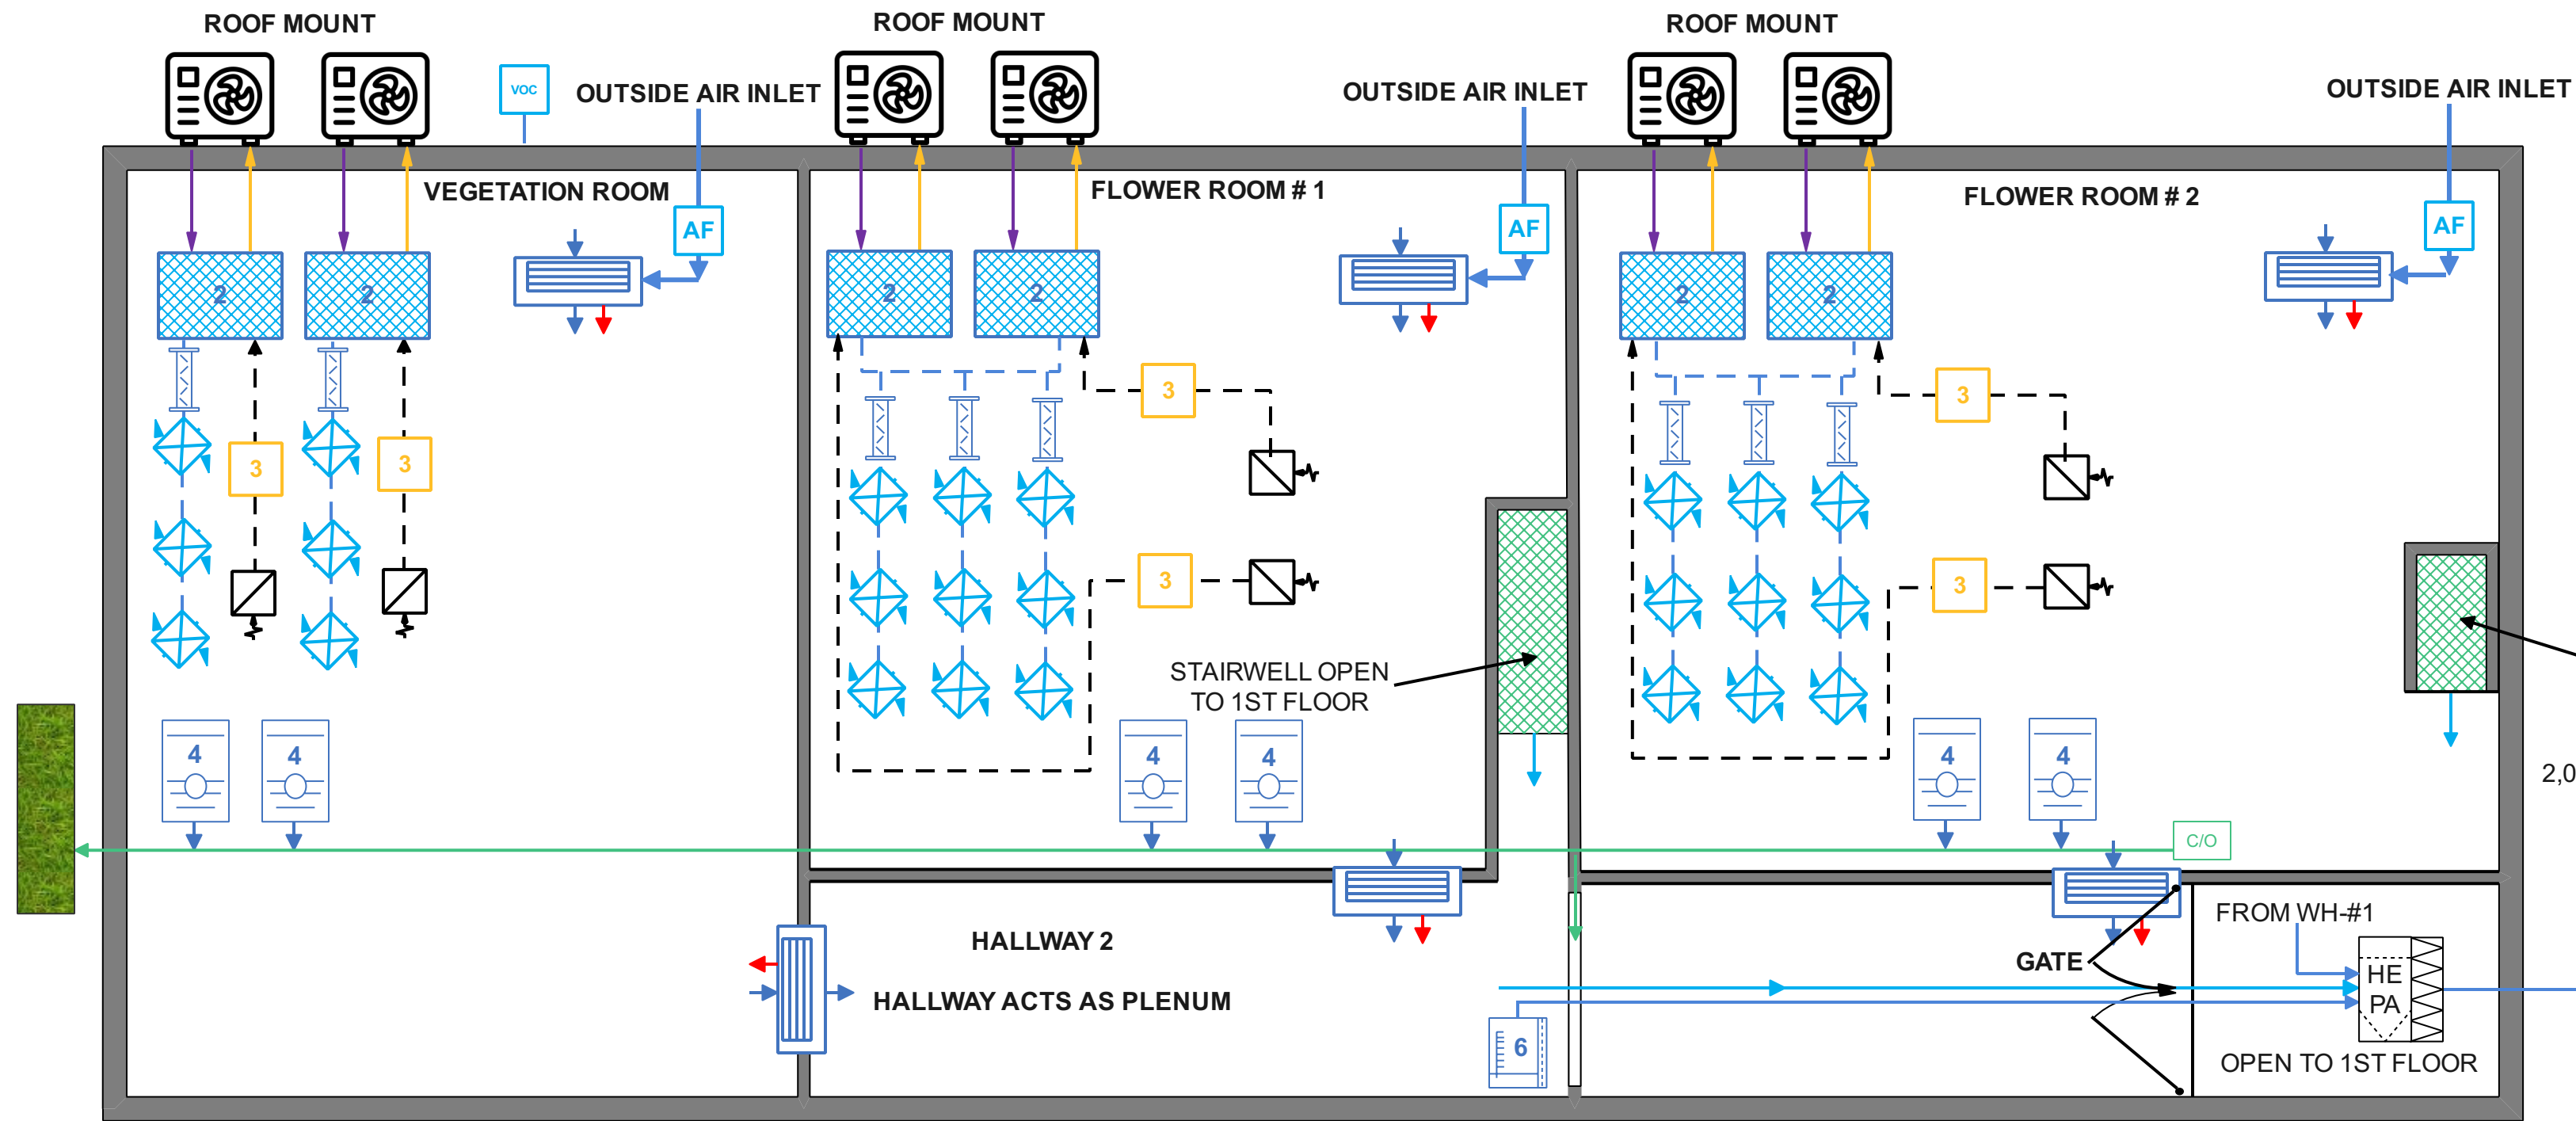 ROOF MOUNT
ROOF MOUNT
ROOF MOUNT
VOC
OUTSIDE AIR INLET
OUTSIDE AIR INLET
OUTSIDE AIR INLET
VEGETATION ROOM
FLOWER ROOM # 1
FLOWER ROOM # 2
AF
AF
AF
2
2
2
2
2
2
3
3
3
3
3
3
STAIRWELL OPEN
TO 1ST FLOOR
4
4
4
4
4
4
2,0
C/O
FROM WH-#1
HALLWAY 2
GATE
HE
PA
HALLWAY ACTS AS PLENUM
6
OPEN TO 1ST FLOOR